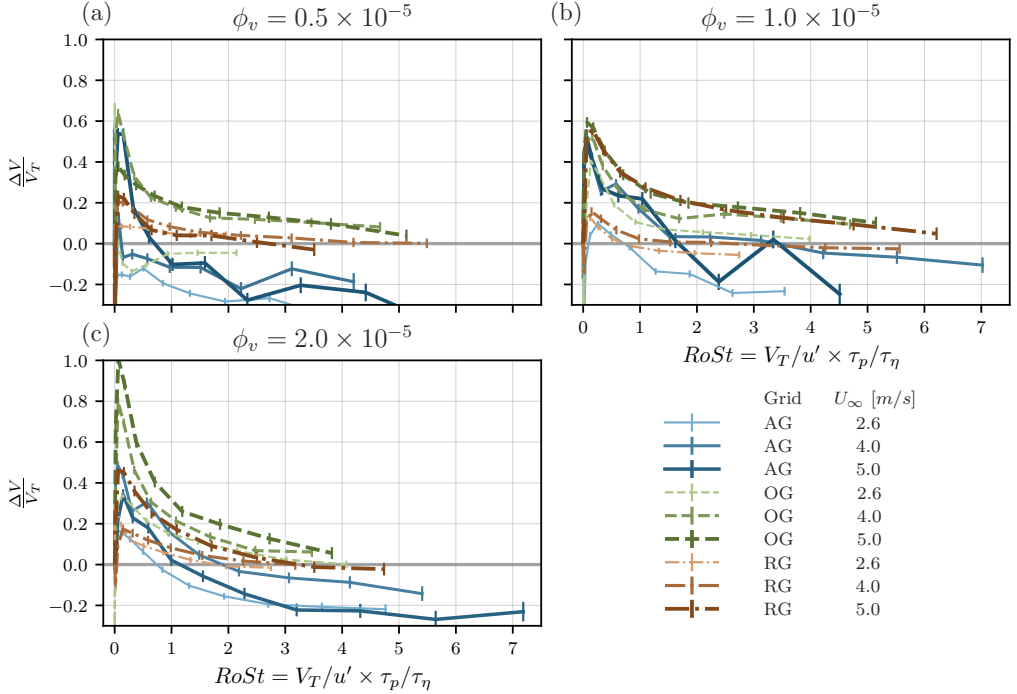 (a)
ϕ_v = 0.5 × 10^{-5}
(b)
ϕ_v = 1.0 × 10^{-5}
1.0
0.8
0.6
0.4
0.2
0.0
−0.2
ΔV/V_T
0 1 2 3 4 5 6 7
RoSt = V_T/u′ × τ_p/τ_η
(c)
ϕ_v = 2.0 × 10^{-5}
1.0
0.8
0.6
0.4
0.2
0.0
−0.2
ΔV/V_T
0 1 2 3 4 5 6 7
RoSt = V_T/u′ × τ_p/τ_η
Grid U_∞ [m/s]
AG 2.6
AG 4.0
AG 5.0
OG 2.6
OG 4.0
OG 5.0
RG 2.6
RG 4.0
RG 5.0